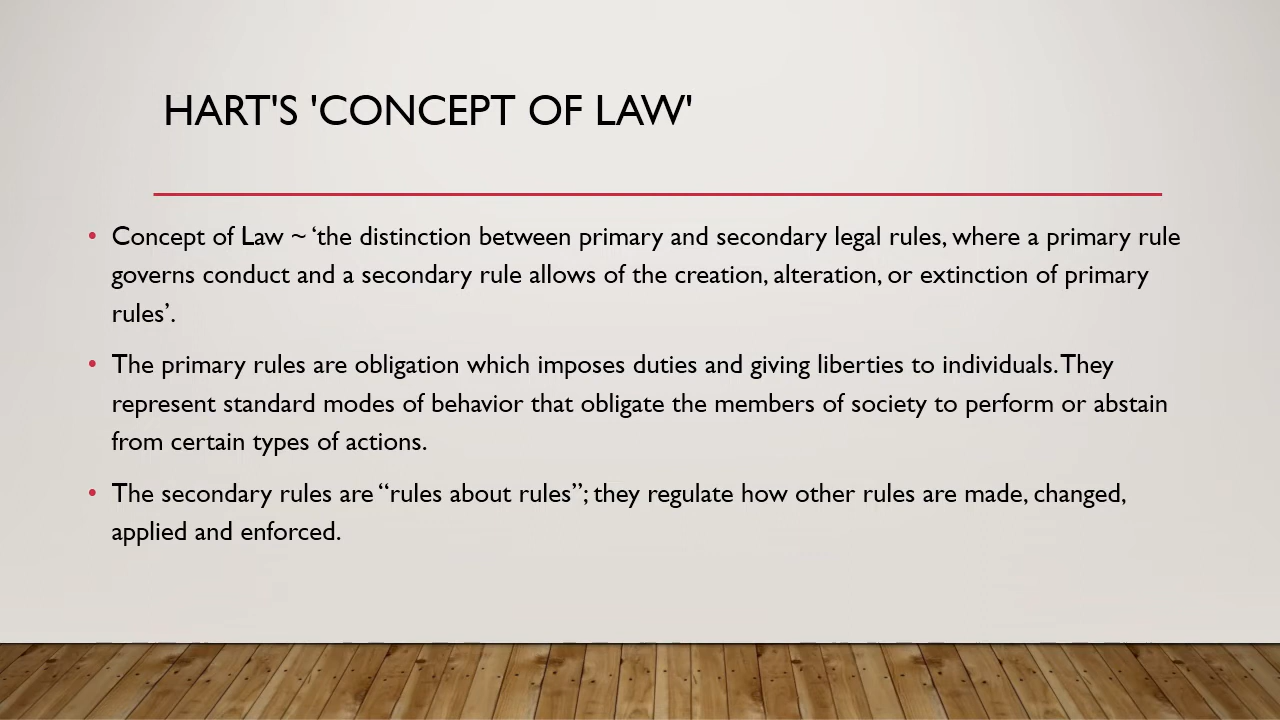 HART'S 'CONCEPT OF LAW'
• Concept of Law ~ ‘the distinction between primary and secondary legal rules, where a primary rule
governs conduct and a secondary rule allows of the creation, alteration, or extinction of primary
rules’.
• The primary rules are obligation which imposes duties and giving liberties to individuals. They
represent standard modes of behavior that obligate the members of society to perform or abstain
from certain types of actions.
• The secondary rules are “rules about rules”; they regulate how other rules are made, changed,
applied and enforced.